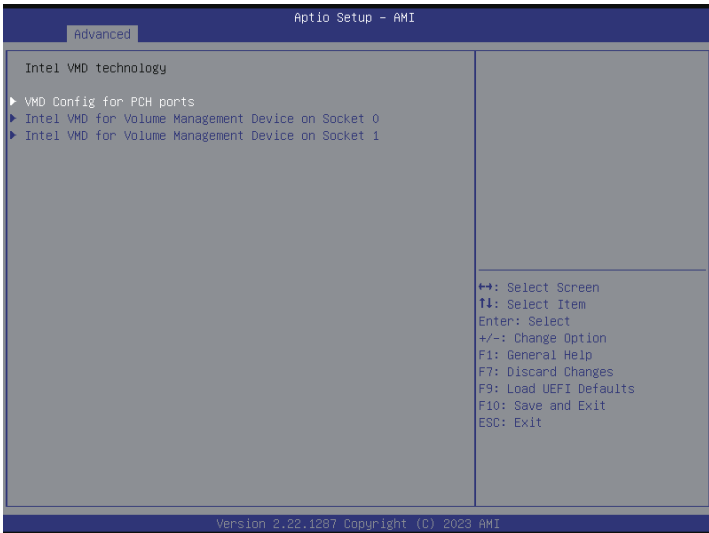 Aptio Setup – AMI
Advanced
Intel VMD technology
VMD Config for PCH ports
Intel VMD for Volume Management Device on Socket 0
Intel VMD for Volume Management Device on Socket 1
↔: Select Screen
↑↓: Select Item
Enter: Select
+/-: Change Option
F1: General Help
F7: Discard Changes
F9: Load UEFI Defaults
F10: Save and Exit
ESC: Exit
Version 2.22.1287 Copyright (C) 2023 AMI